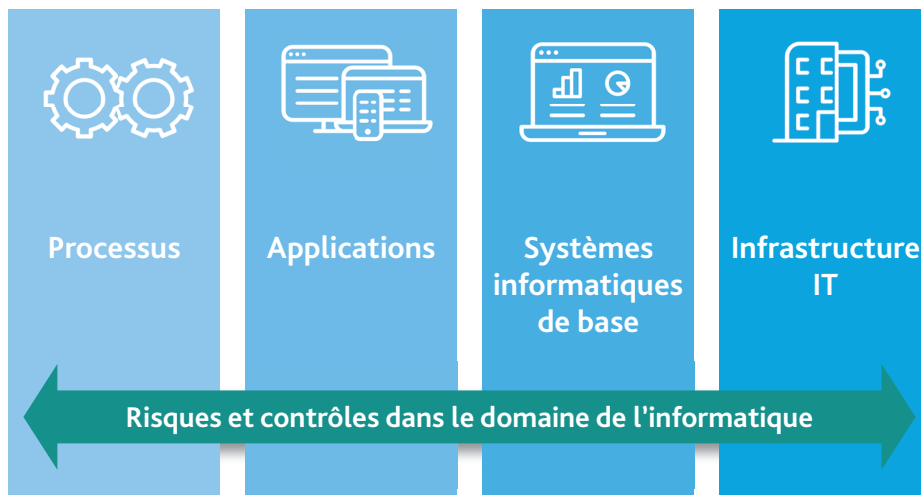 Processus
Applications
Systèmes
informatiques
de base
Infrastructure
IT
Risques et contrôles dans le domaine de l'informatique